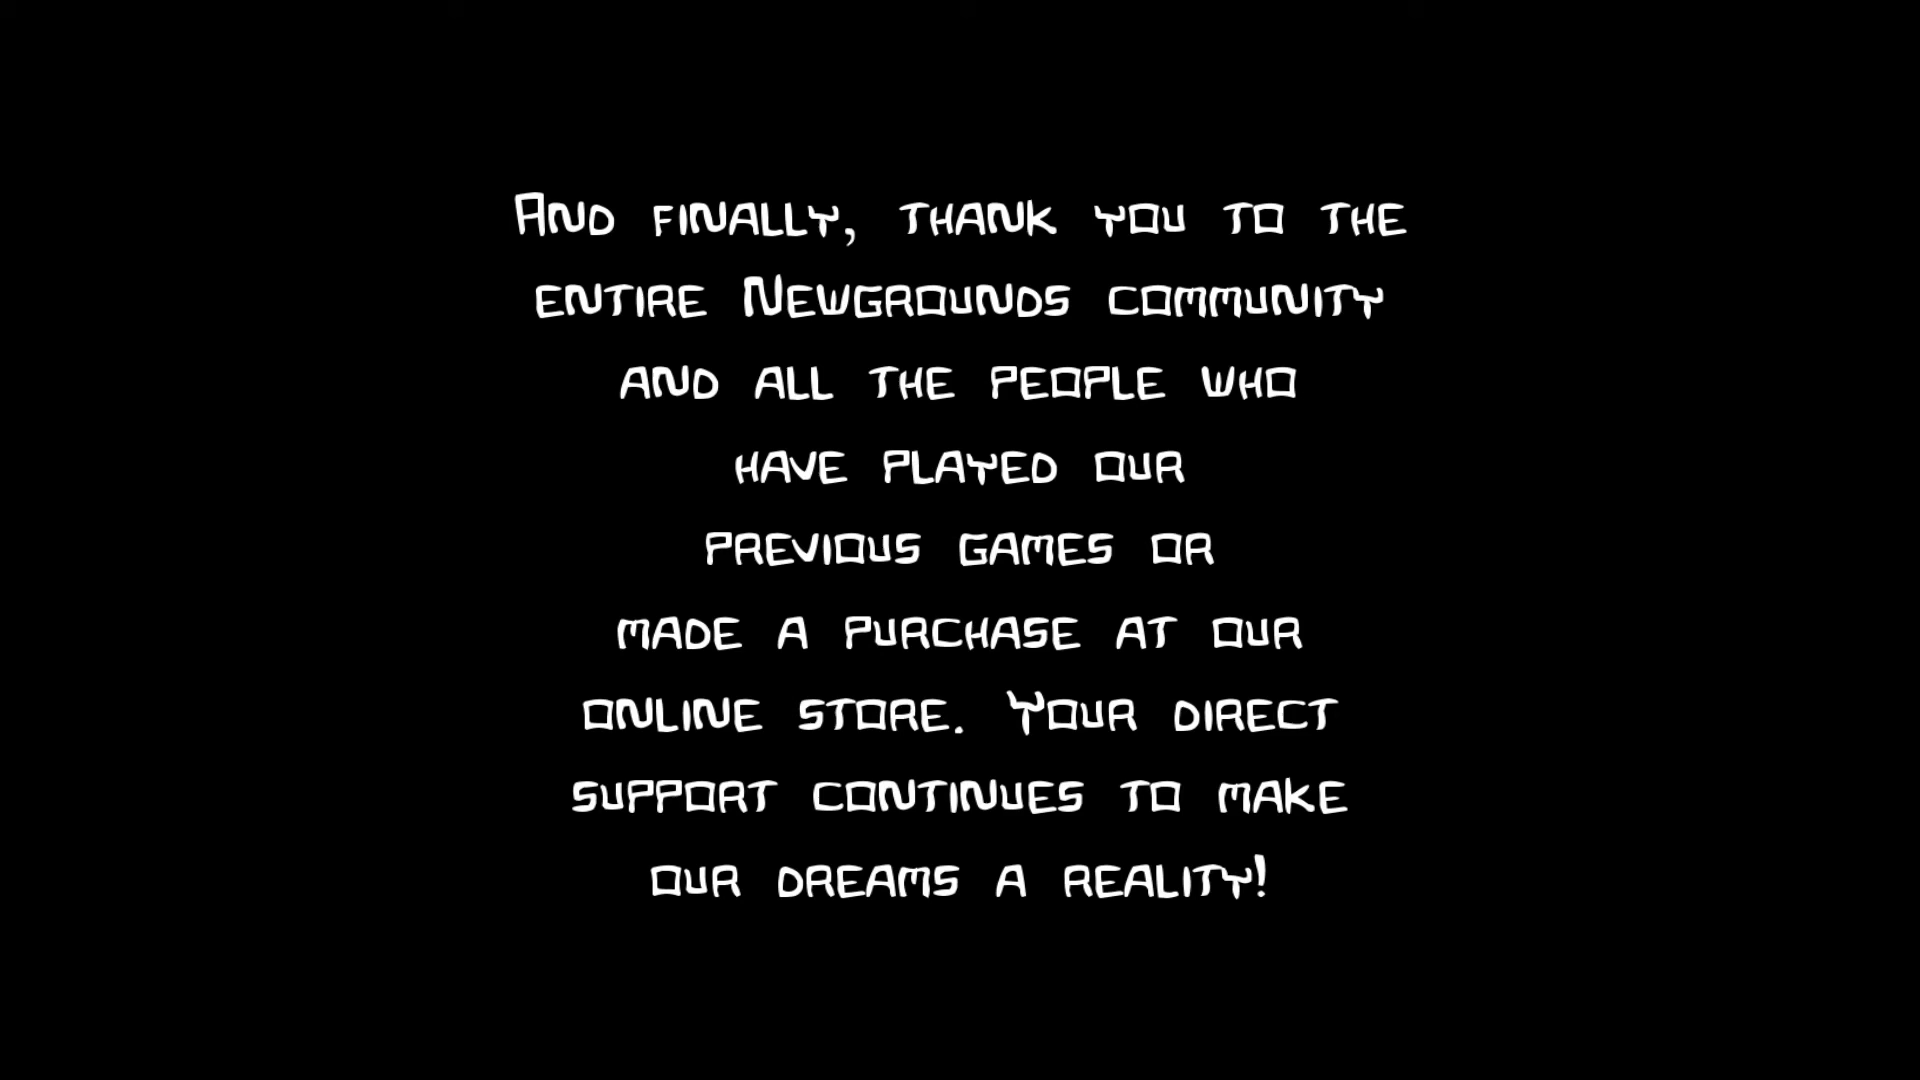 And finally, thank you to the
entire Newgrounds community
and all the people who
have played our
previous games or
made a purchase at our
online store. Your direct
support continues to make
our dreams a reality!